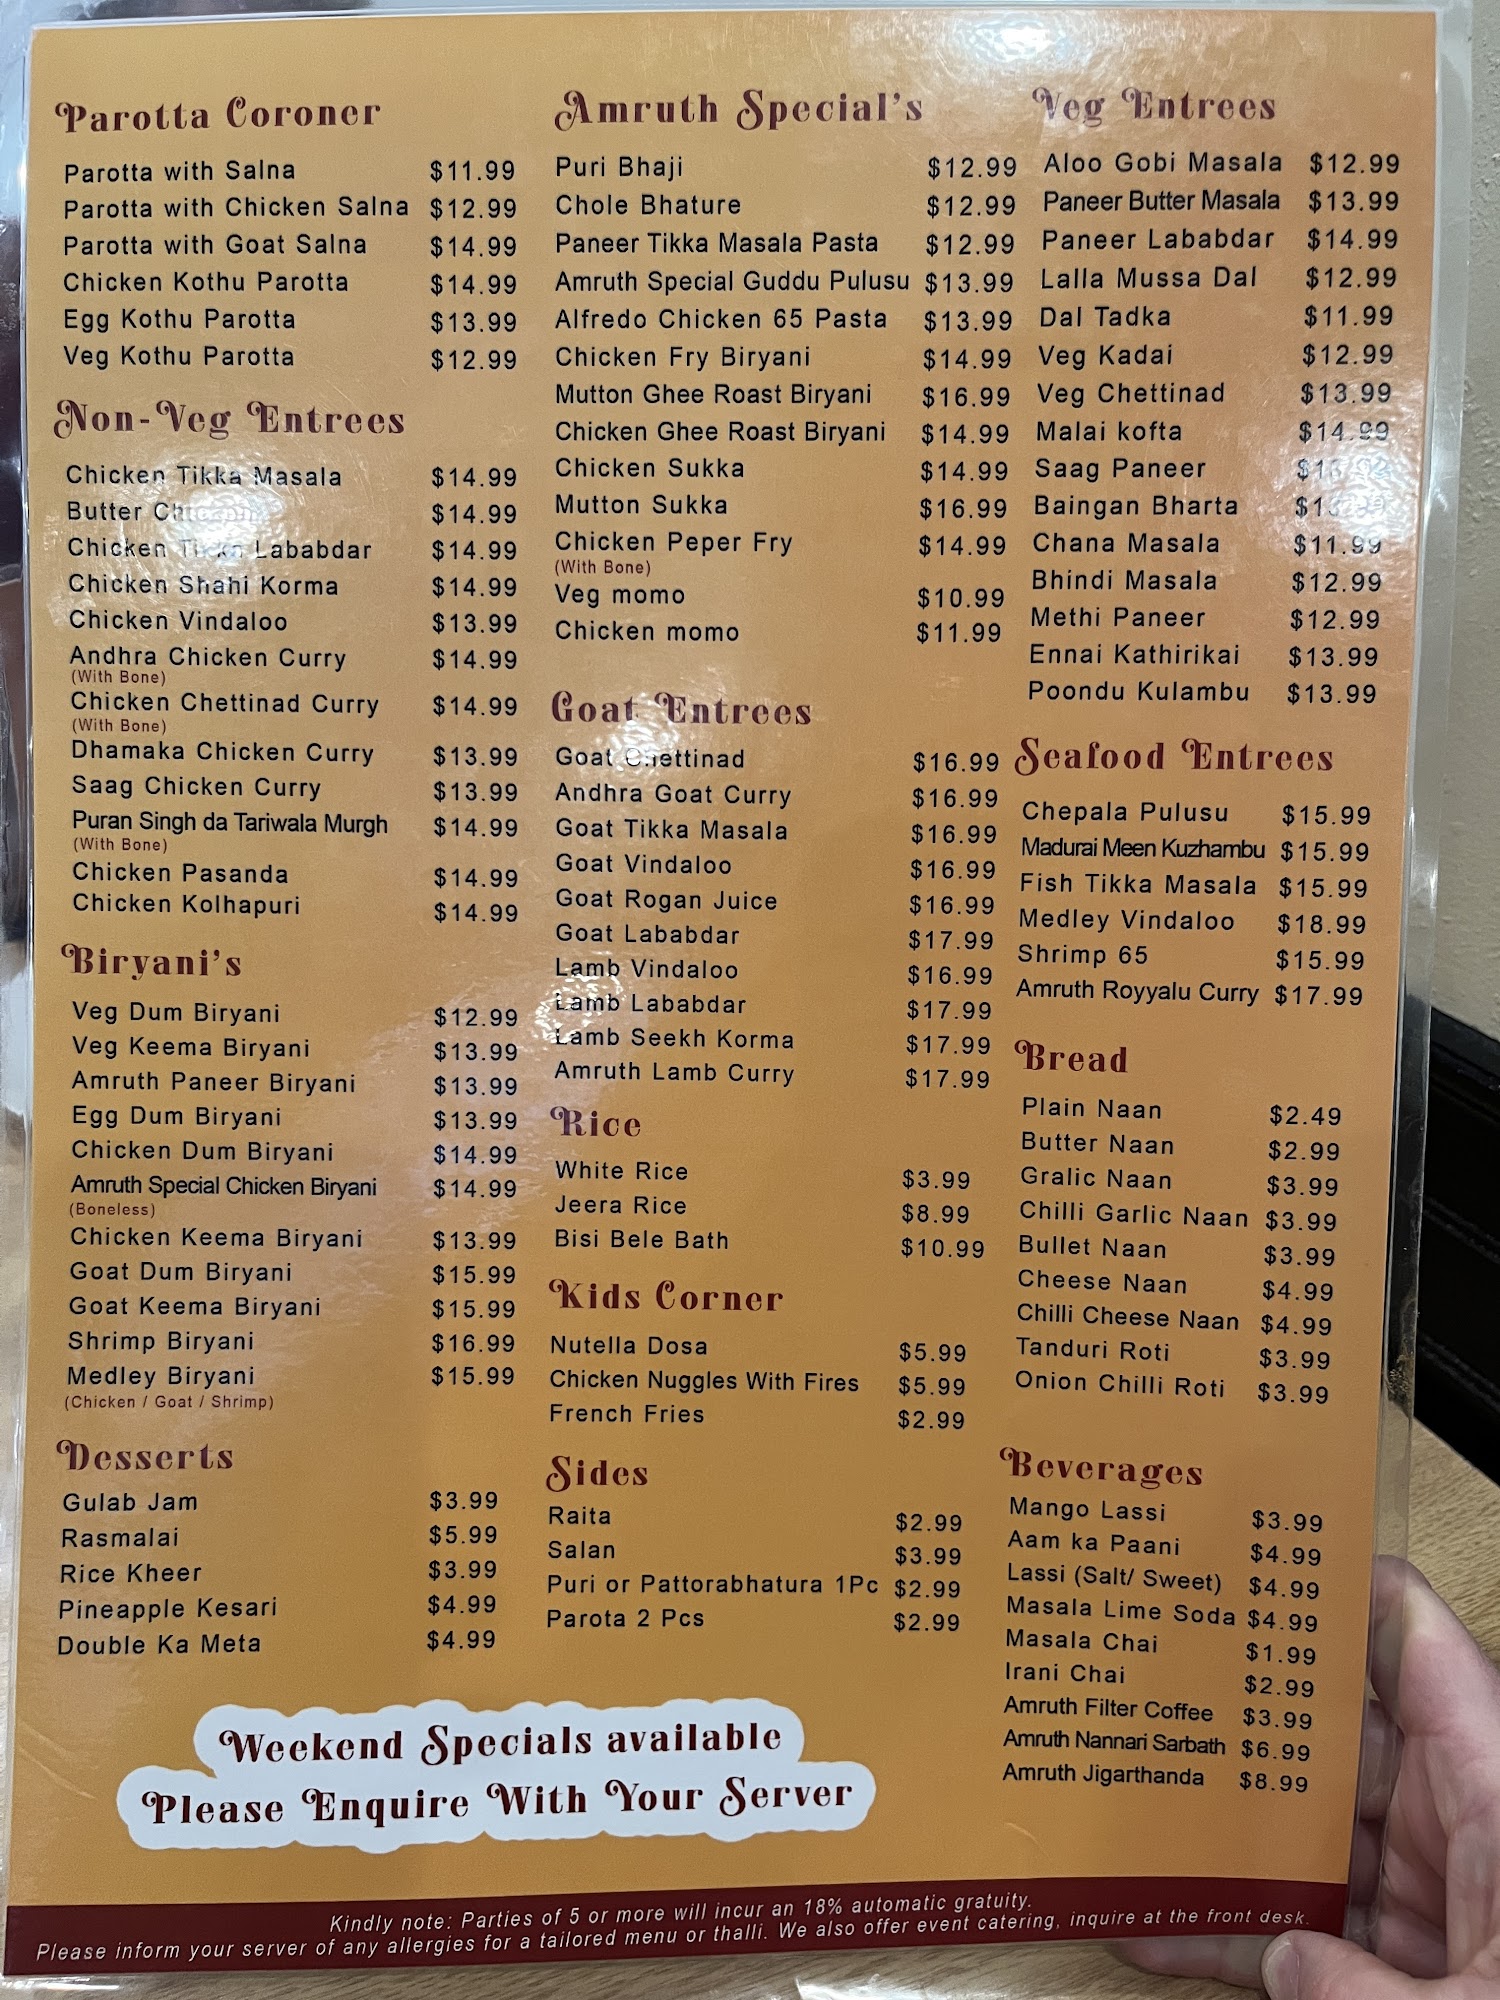 Parotta Coroner
Parotta with Salna $11.99
Parotta with Chicken Salna $12.99
Parotta with Goat Salna $14.99
Chicken Kothu Parotta $14.99
Egg Kothu Parotta $13.99
Veg Kothu Parotta $12.99
Non-Veg Entrees
Chicken Tikka Masala $14.99
Butter $14.99
Chicken Tikka Lababdar $14.99
Chicken Shahi Korma $14.99
Chicken Vindaloo $13.99
Andhra Chicken Curry $14.99
(With Bone)
Chicken Chettinad Curry $14.99
(With Bone)
Dhamaka Chicken Curry $13.99
Saag Chicken Curry $13.99
Puran Singh da Tariwala Murgh $14.99
(With Bone)
Chicken Pasanda $14.99
Chicken Kolhapuri $14.99
Biryani's
Veg Dum Biryani $12.99
Veg Keema Biryani $13.99
Amruth Paneer Biryani $13.99
Egg Dum Biryani $13.99
Chicken Dum Biryani $14.99
Amruth Special Chicken Biryani $14.99
(Boneless)
Chicken Keema Biryani $13.99
Goat Dum Biryani $15.99
Goat Keema Biryani $15.99
Shrimp Biryani $16.99
Medley Biryani $15.99
(Chicken / Goat / Shrimp)
Desserts
Gulab Jam $3.99
Rasmalai $5.99
Rice Kheer $3.99
Pineapple Kesari $4.99
Double Ka Meta $4.99
Amruth Special's
Puri Bhaji $12.99
Chole Bhature $12.99
Paneer Tikka Masala Pasta $12.99
Amruth Special Guddu Pulusu $13.99
Alfredo Chicken 65 Pasta $13.99
Chicken Fry Biryani $14.99
Mutton Ghee Roast Biryani $16.99
Chicken Ghee Roast Biryani $14.99
Chicken Sukka $14.99
Mutton Sukka $16.99
Chicken Peper Fry $14.99
(With Bone)
Veg momo $10.99
Chicken momo $11.99
Goat Entrees
Goat Chettinad $16.99
Andhra Goat Curry $16.99
Goat Tikka Masala $16.99
Goat Vindaloo $16.99
Goat Rogan Juice $16.99
Goat Lababdar $17.99
Lamb Vindaloo $16.99
Lamb Lababdar $17.99
Lamb Seekh Korma $17.99
Amruth Lamb Curry $17.99
Rice
White Rice $3.99
Jeera Rice $8.99
Bisi Bele Bath $10.99
Kids Corner
Nutella Dosa $5.99
Chicken Nuggles With Fires $5.99
French Fries $2.99
Sides
Raita $2.99
Salan $3.99
Puri or Pattorabhatura 1Pc $2.99
Parota 2 Pcs $2.99
Veg Entrees
Aloo Gobi Masala $12.99
Paneer Butter Masala $13.99
Paneer Lababdar $14.99
Lalla Mussa Dal $12.99
Dal Tadka $11.99
Veg Kadai $12.99
Veg Chettinad $13.99
Malai kofta $14.99
Saag Paneer
Baingan Bharta
Chana Masala $11.99
Bhindi Masala $12.99
Methi Paneer $12.99
Ennai Kathirikai $13.99
Poondu Kulambu $13.99
Seafood Entrees
Chepala Pulusu $15.99
Madurai Meen Kuzhambu $15.99
Fish Tikka Masala $15.99
Medley Vindaloo $18.99
Shrimp 65 $15.99
Amruth Royyalu Curry $17.99
Bread
Plain Naan $2.49
Butter Naan $2.99
Gralic Naan $3.99
Chilli Garlic Naan $3.99
Bullet Naan $3.99
Cheese Naan $4.99
Chilli Cheese Naan $4.99
Tanduri Roti $3.99
Onion Chilli Roti $3.99
Beverages
Mango Lassi $3.99
Aam ka Paani $4.99
Lassi (Salt/ Sweet) $4.99
Masala Lime Soda $4.99
Masala Chai $1.99
Irani Chai $2.99
Amruth Filter Coffee $3.99
Amruth Nannari Sarbath $6.99
Amruth Jigarthanda $8.99
Weekend Specials available
Please Enquire With Your Server
Kindly note: Parties of 5 or more will incur an 18% automatic gratuity.
Please inform your server of any allergies for a tailored menu or thalli. We also offer event catering, inquire at the front desk.